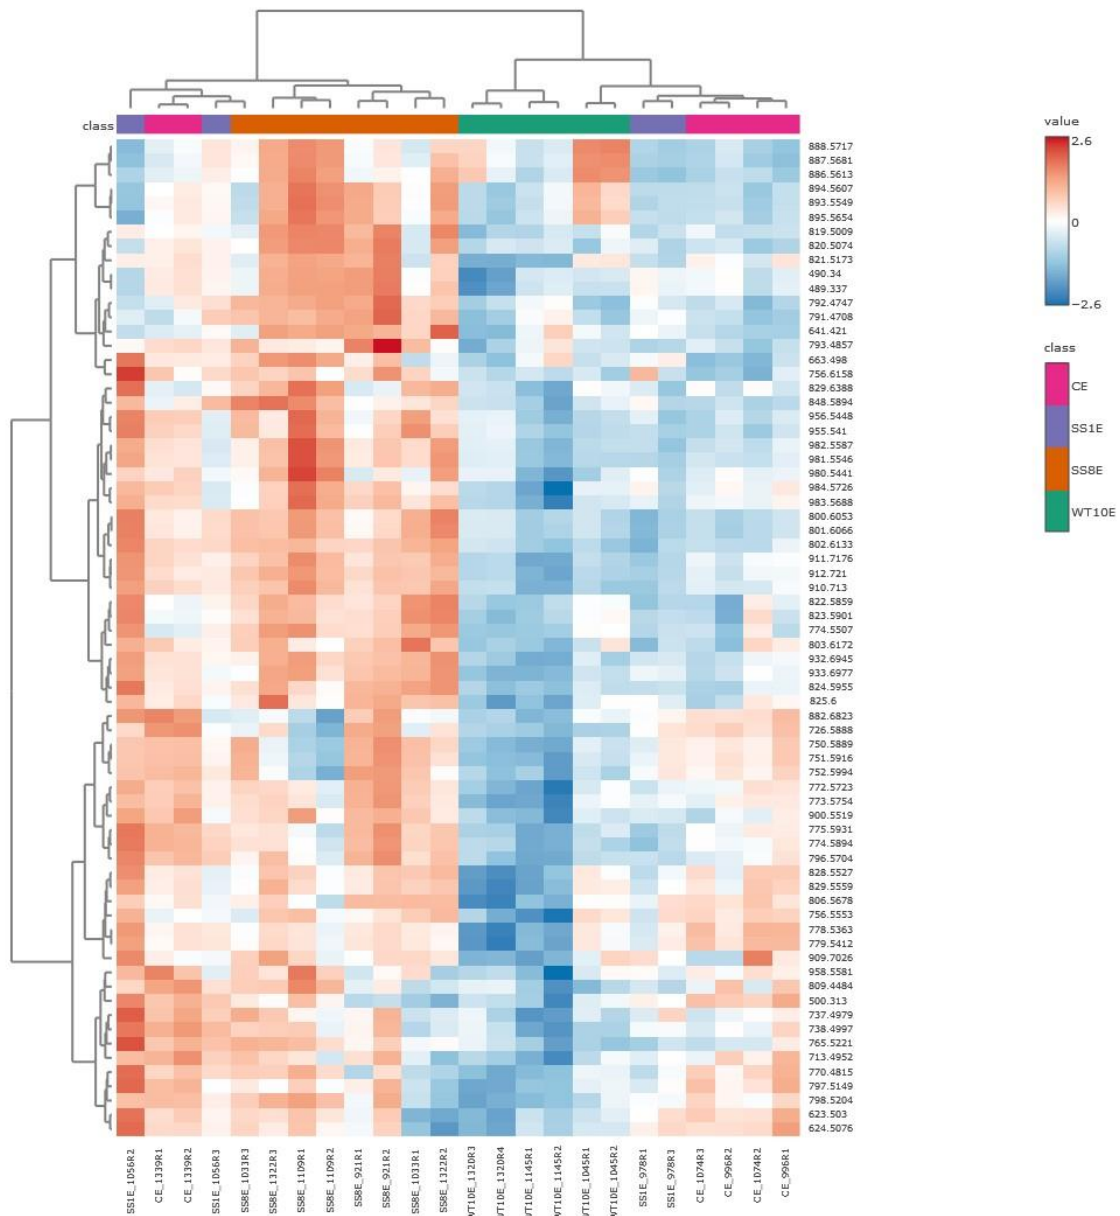 class
888.5717
887.5681
886.5613
894.5607
893.5549
895.5654
819.5009
820.5074
821.5173
490.34
489.337
792.4747
791.4708
641.421
793.4857
663.498
756.6158
829.6388
848.5894
956.5448
955.541
982.5587
981.5546
980.5441
984.5726
983.5688
800.6053
801.6066
802.6133
911.7176
912.721
910.713
822.5859
823.5901
774.5507
803.6172
932.6945
933.6977
824.5955
825.6
882.6823
726.5888
750.5889
751.5916
752.5994
772.5723
773.5754
900.5519
775.5931
774.5894
796.5704
828.5527
829.5559
806.5678
756.5553
778.5363
779.5412
909.7026
958.5581
809.4484
500.313
737.4979
738.4997
765.5221
713.4952
770.4815
797.5149
798.5204
623.503
624.5076
SS1E_1056R2
CE_1339R1
CE_1339R2
SS1E_1056R3
SS8E_1033R3
SS8E_1322R3
SS8E_1109R1
SS8E_1109R2
SS8E_921R1
SS8E_921R2
SS8E_1033R1
SS8E_1322R2
WT10E_1320R3
WT10E_1320R4
WT10E_1145R1
WT10E_1145R2
WT10E_1045R1
WT10E_1045R2
SS1E_978R1
SS1E_978R3
CE_1074R3
CE_996R2
CE_1074R2
CE_996R1
value
2.6
0
−2.6
class
CE
SS1E
SS8E
WT10E